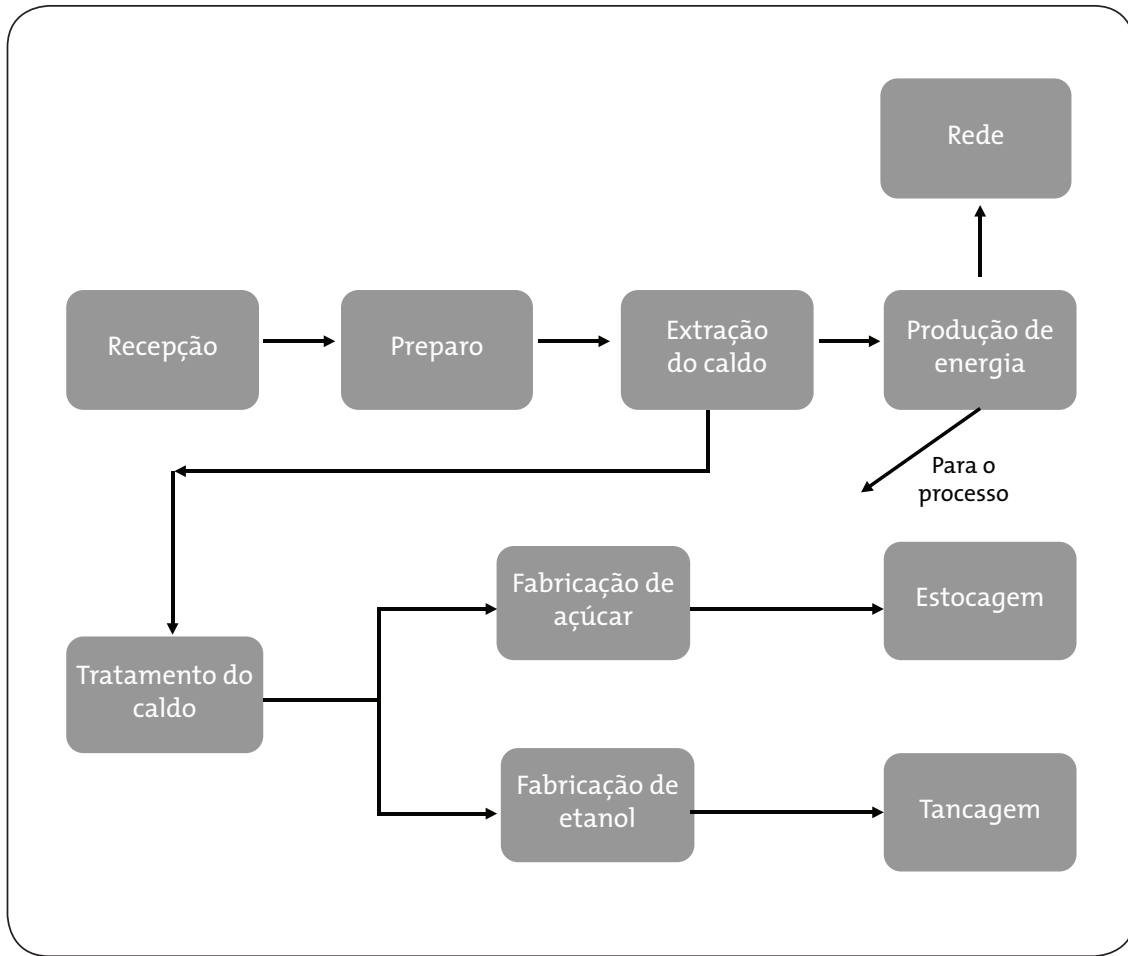 Rede
Recepção
Preparo
Extração
do caldo
Produção de
energia
Para o
processo
Fabricação de
açúcar
Estocagem
Tratamento do
caldo
Fabricação de
etanol
Tancagem